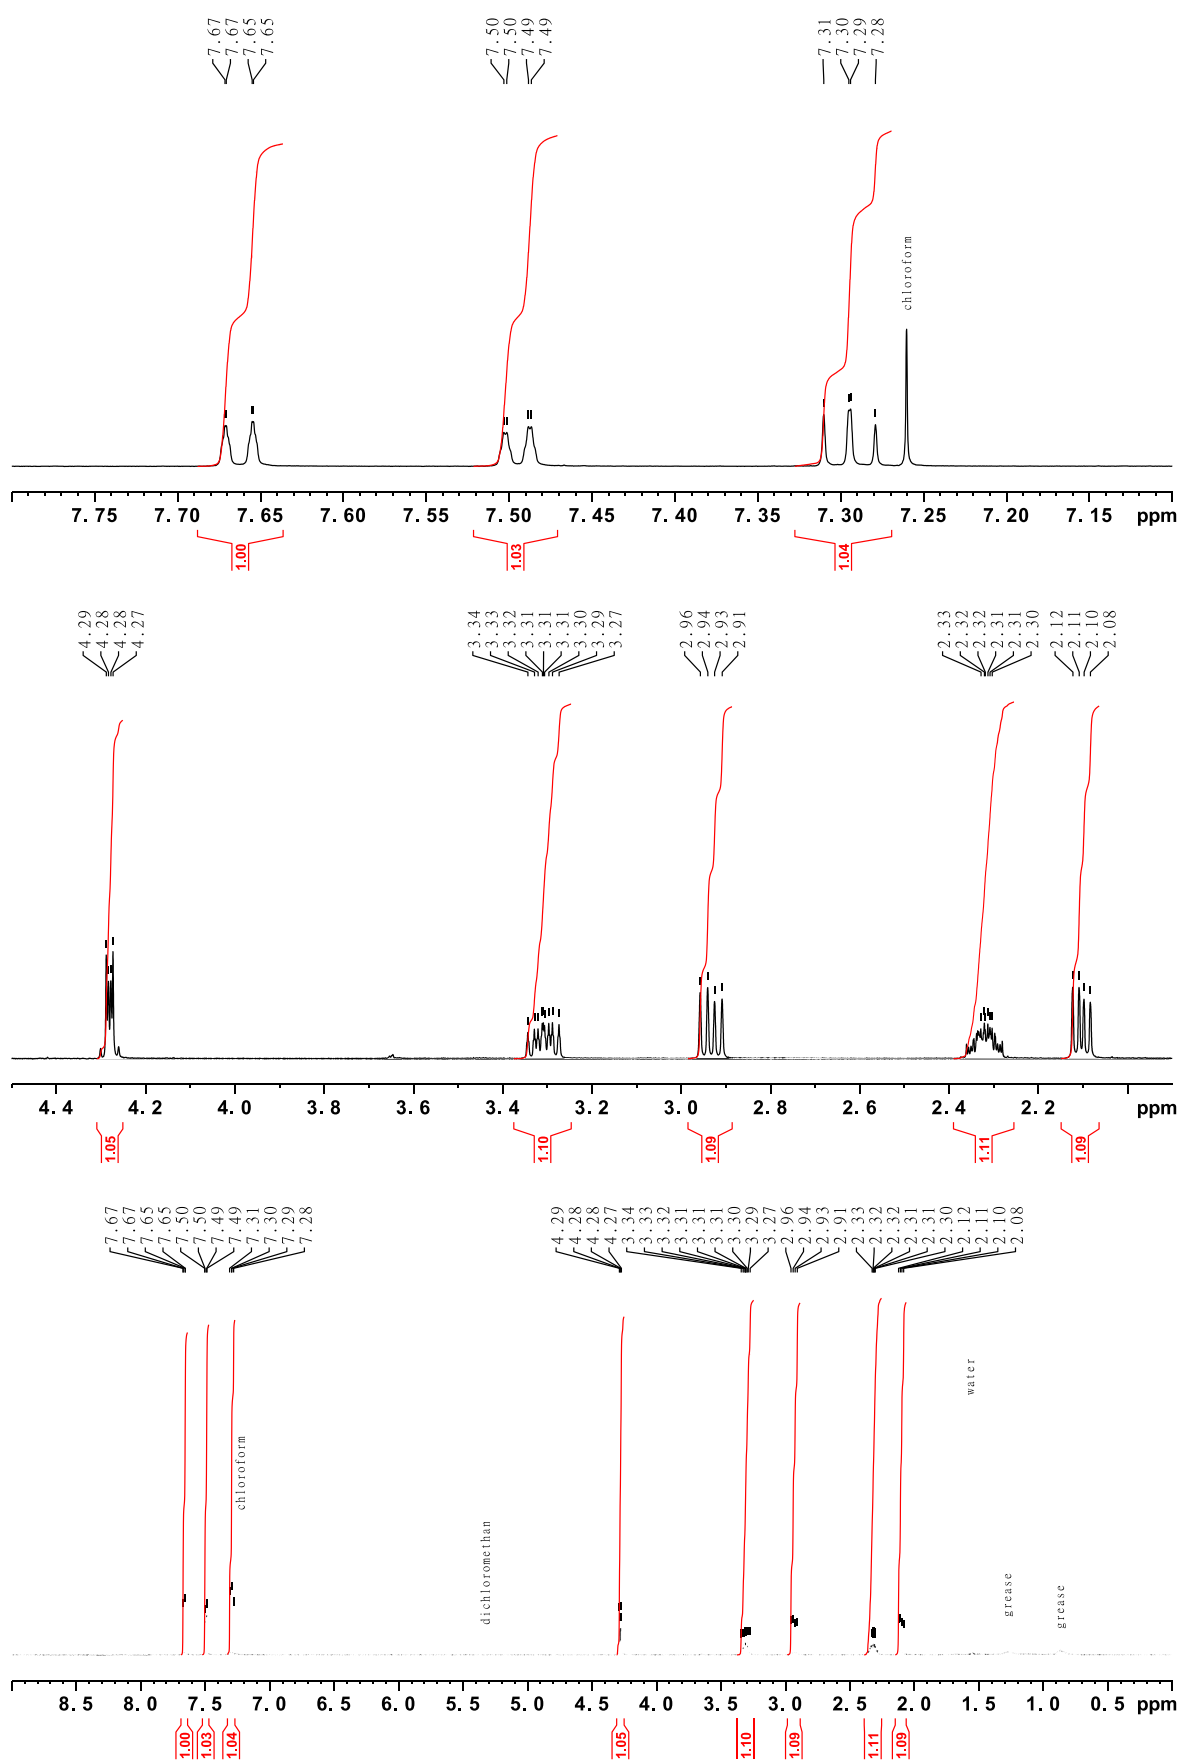 7.67 7.67 7.65 7.65 7.50 7.50 7.49 7.49 7.31 7.30 7.29 7.28
chloroform
7.75 7.70 7.65 7.60 7.55 7.50 7.45 7.40 7.35 7.30 7.25 7.20 7.15 ppm
1.00 1.03 1.04
4.29 4.28 4.28 4.27 3.34 3.33 3.32 3.31 3.31 3.31 3.30 3.29 3.27 2.96 2.94 2.93 2.91 2.33 2.32 2.32 2.31 2.31 2.30 2.12 2.11 2.10 2.08
4.4 4.2 4.0 3.8 3.6 3.4 3.2 3.0 2.8 2.6 2.4 2.2 ppm
1.05 1.10 1.09 1.11 1.09
7.67 7.67 7.65 7.65 7.50 7.50 7.49 7.49 7.31 7.30 7.29 7.28 4.29 4.28 4.28 4.27 3.34 3.33 3.32 3.31 3.31 3.31 3.30 3.29 3.27 2.96 2.94 2.93 2.91 2.33 2.32 2.32 2.31 2.31 2.30 2.12 2.11 2.10 2.08
chloroform
dichloromethan
water
grease
grease
8.5 8.0 7.5 7.0 6.5 6.0 5.5 5.0 4.5 4.0 3.5 3.0 2.5 2.0 1.5 1.0 0.5 ppm
1.00 1.03 1.04 1.05 1.10 1.09 1.11 1.09